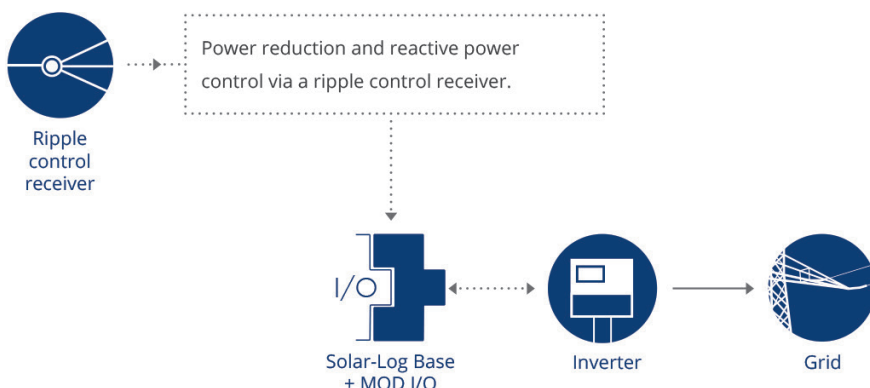 Power reduction and reactive power
control via a ripple control receiver.
Ripple
control
receiver
I/O
Solar-Log Base
+ MOD I/O
Inverter
Grid